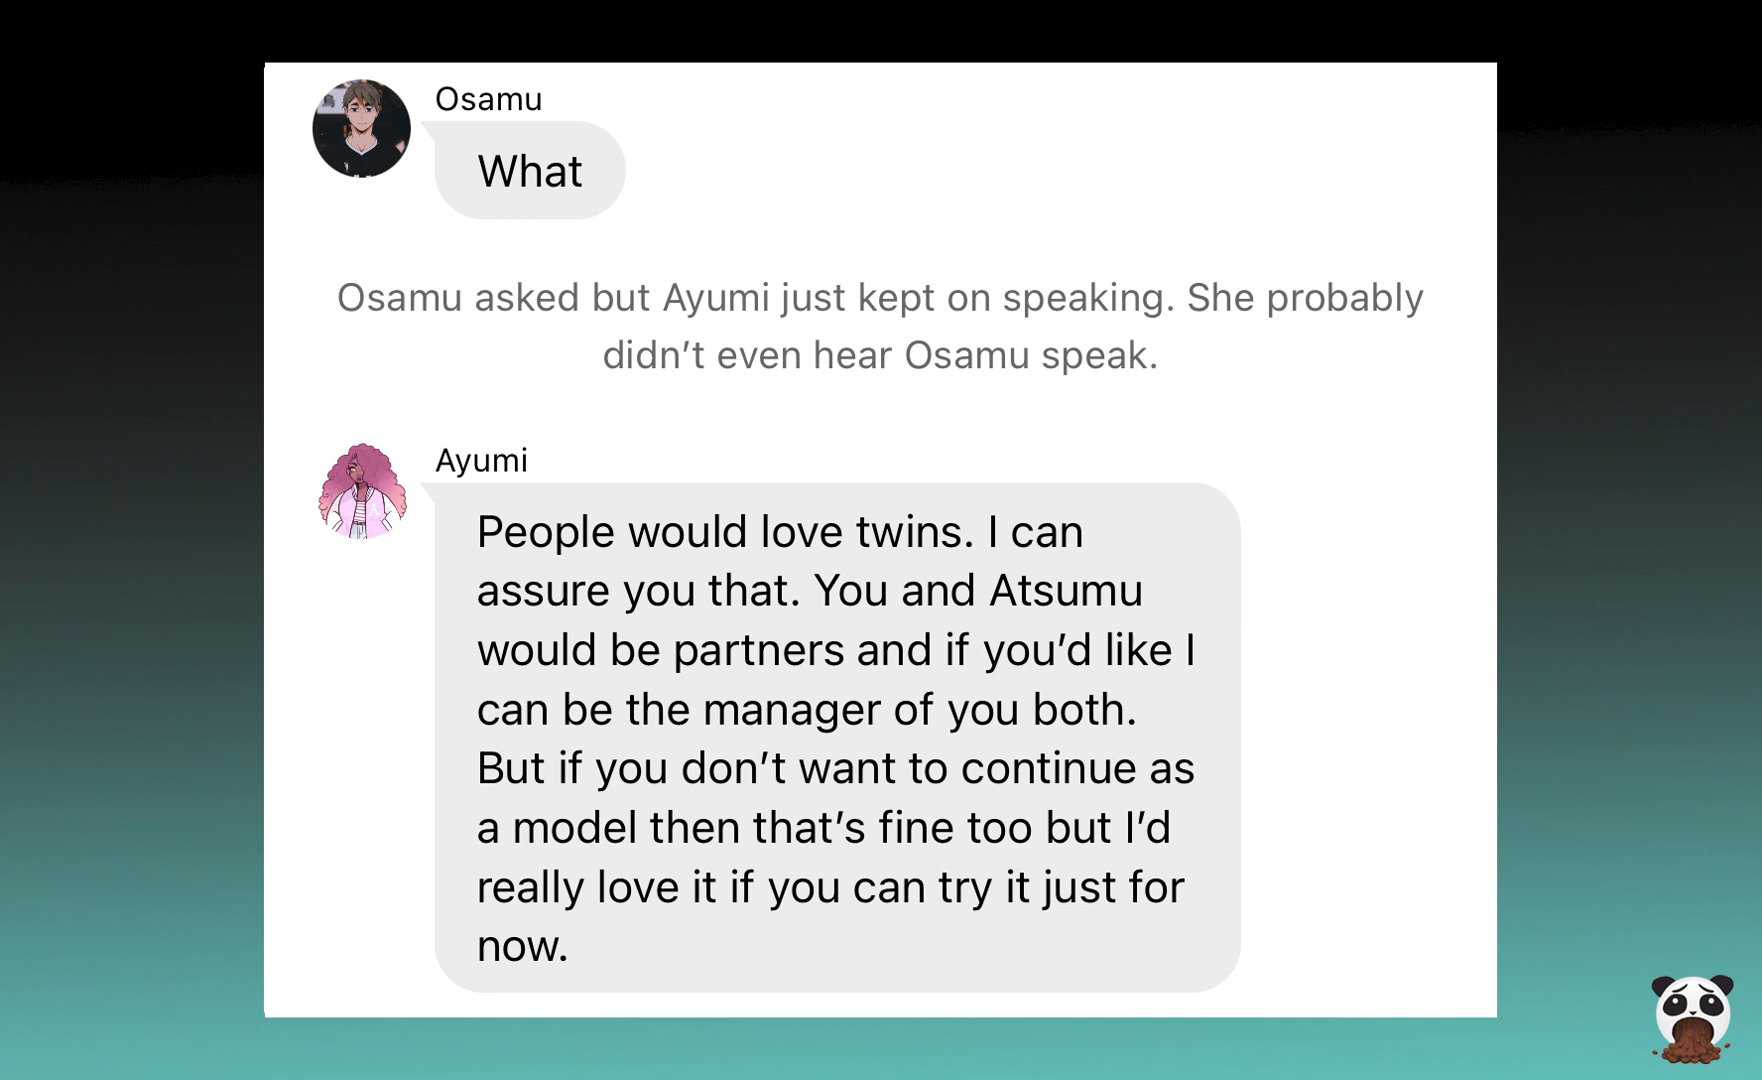 Osamu
What
Osamu asked but Ayumi just kept on speaking. She probably
didn’t even hear Osamu speak.
Ayumi
People would love twins. I can
assure you that. You and Atsumu
would be partners and if you’d like I
can be the manager of you both.
But if you don’t want to continue as
a model then that’s fine too but I’d
really love it if you can try it just for
now.